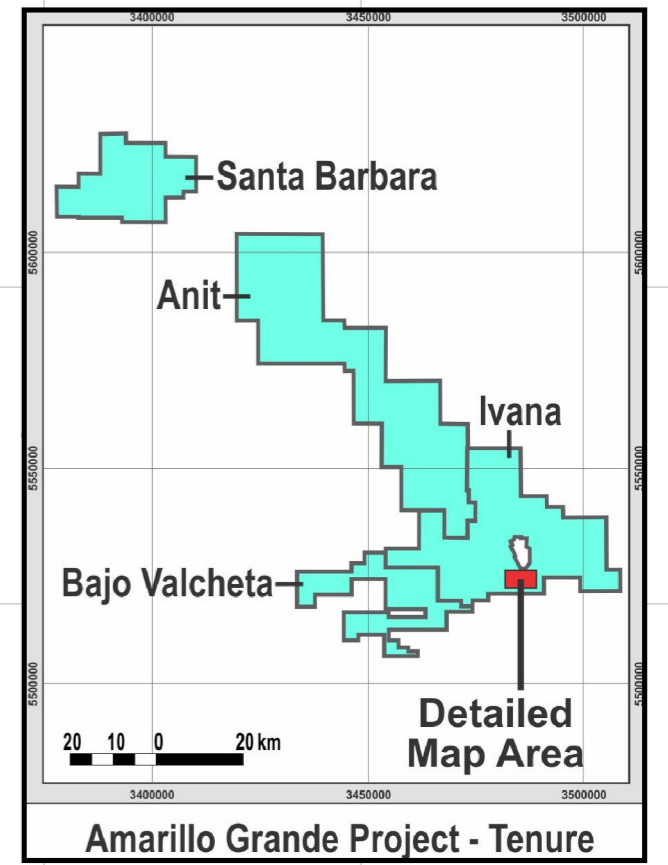 3400000 3450000 3500000
Santa Barbara
5600000 5600000
Anit
Ivana
5550000 5550000
Bajo Valcheta
5500000 5500000
Detailed
Map Area
20 10 0 20 km
3400000 3450000 3500000
Amarillo Grande Project - Tenure